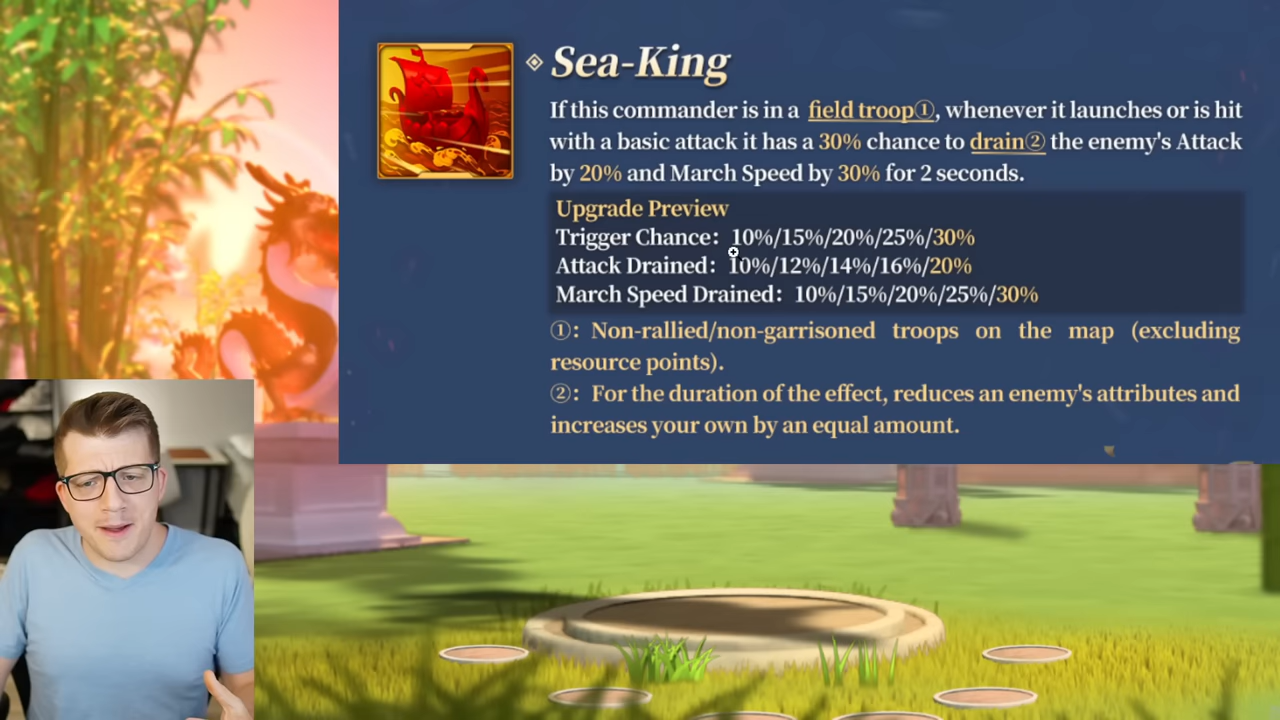 Sea-King
If this commander is in a field troop①, whenever it launches or is hit
with a basic attack it has a 30% chance to drain② the enemy's Attack
by 20% and March Speed by 30% for 2 seconds.
Upgrade Preview
Trigger Chance: 10%/15%/20%/25%/30%
Attack Drained: 10%/12%/14%/16%/20%
March Speed Drained: 10%/15%/20%/25%/30%
①: Non-rallied/non-garrisoned troops on the map (excluding
resource points).
②: For the duration of the effect, reduces an enemy's attributes and
increases your own by an equal amount.